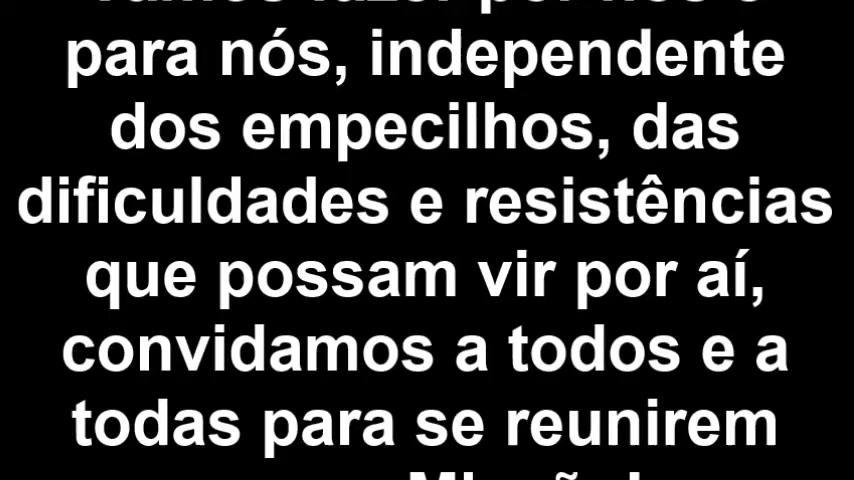 para nós, independente
dos empecilhos, das
dificuldades e resistências
que possam vir por aí,
convidamos a todos e a
todas para se reunirem